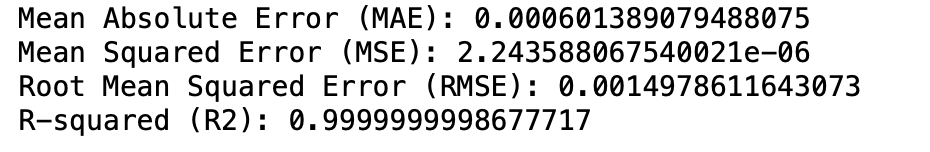 Mean Absolute Error (MAE): 0.000601389079488075
Mean Squared Error (MSE): 2.243588067540021e-06
Root Mean Squared Error (RMSE): 0.0014978611643073
R-squared (R2): 0.9999999998677717